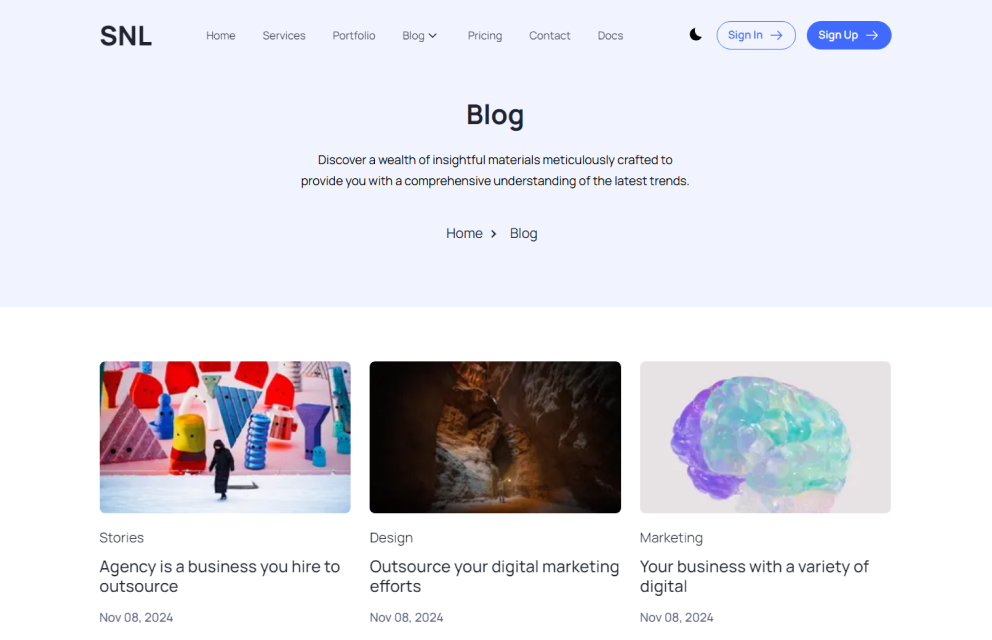 SNL
Home Services Portfolio Blog Pricing Contact Docs
Sign In
Sign Up
Blog
Discover a wealth of insightful materials meticulously crafted to
provide you with a comprehensive understanding of the latest trends.
Home Blog
Stories
Agency is a business you hire to
outsource
Nov 08, 2024
Design
Outsource your digital marketing
efforts
Nov 08, 2024
Marketing
Your business with a variety of
digital
Nov 08, 2024